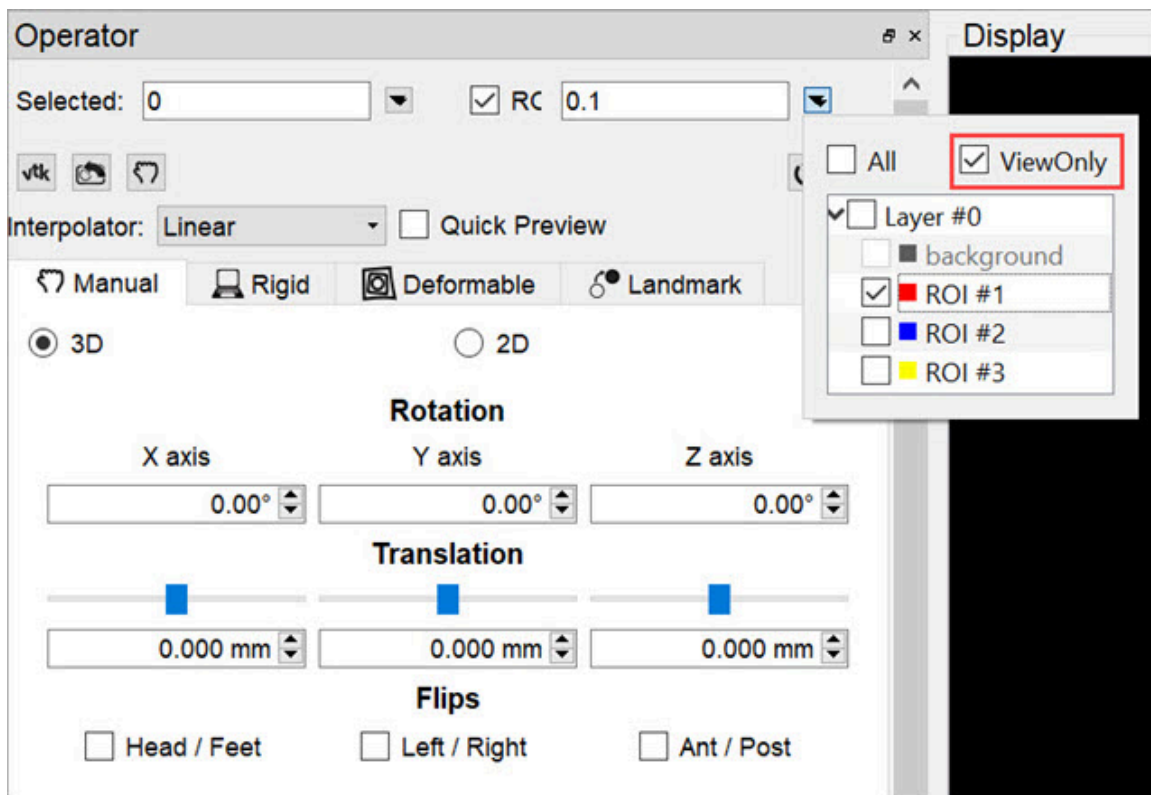 Operator
Display
Selected: 0 RC 0.1
All ViewOnly
vtk
Layer #0
Interpolator: Linear Quick Preview
background
Manual Rigid Deformable Landmark
ROI #1
ROI #2
ROI #3
3D 2D
Rotation
X axis Y axis Z axis
0.00° 0.00° 0.00°
Translation
0.000 mm 0.000 mm 0.000 mm
Flips
Head / Feet Left / Right Ant / Post